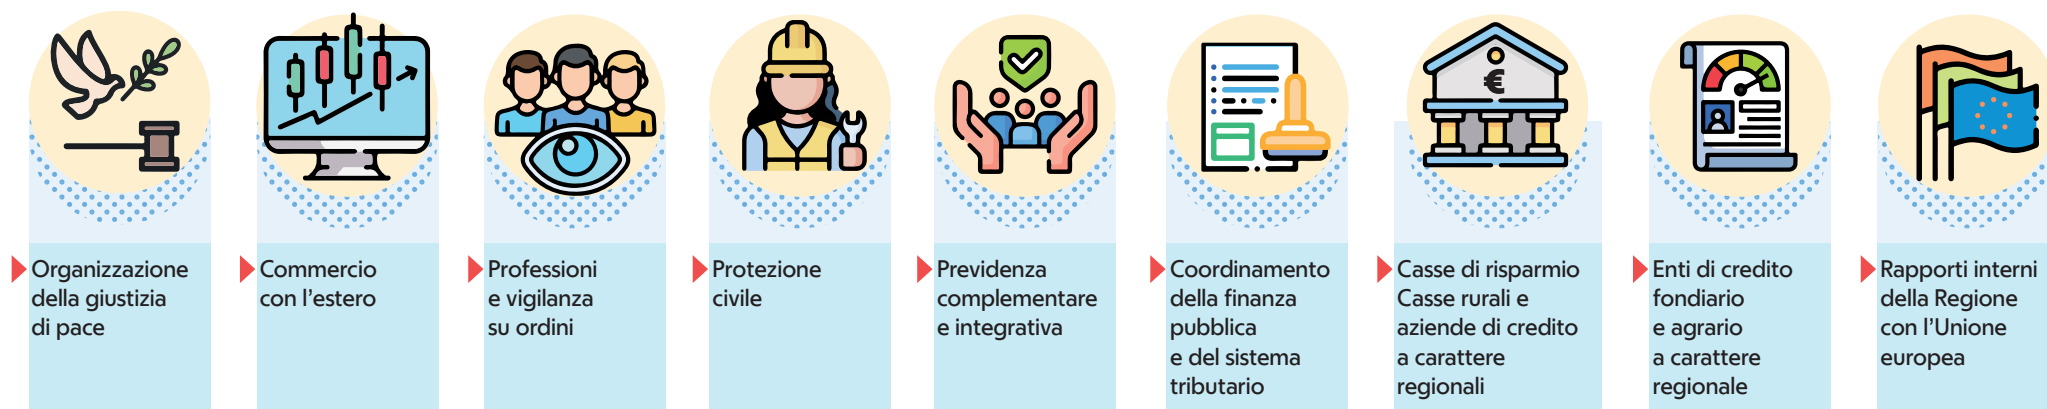 Organizzazione
della giustizia
di pace
Commercio
con l'estero
Professioni
e vigilanza
su ordini
Protezione
civile
Previdenza
complementare
e integrativa
Coordinamento
della finanza
pubblica
e del sistema
tributario
€
Casse di risparmio
Casse rurali e
aziende di credito
a carattere
regionali
Enti di credito
fondiario
e agrario
a carattere
regionale
Rapporti interni
della Regione
con l'Unione
europea